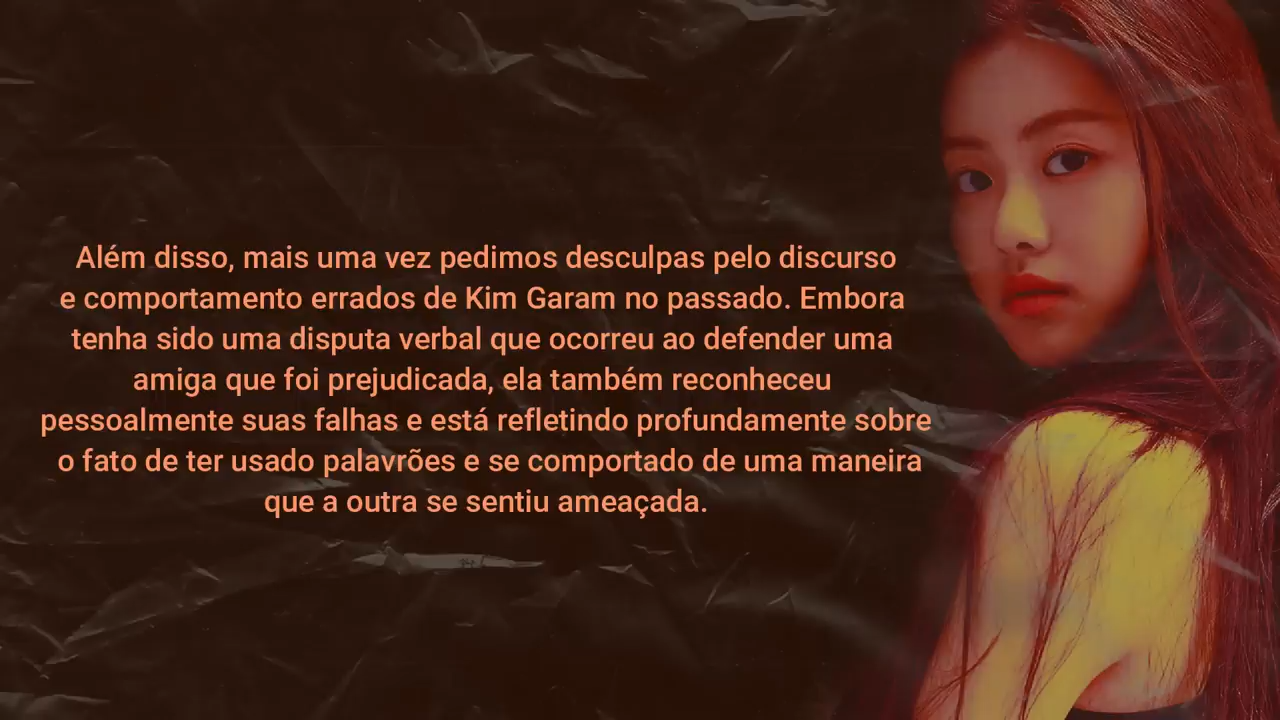 Além disso, mais uma vez pedimos desculpas pelo discurso
e comportamento errados de Kim Garam no passado. Embora
tenha sido uma disputa verbal que ocorreu ao defender uma
amiga que foi prejudicada, ela também reconheceu
pessoalmente suas falhas e está refletindo profundamente sobre
o fato de ter usado palavrões e se comportado de uma maneira
que a outra se sentiu ameaçada.